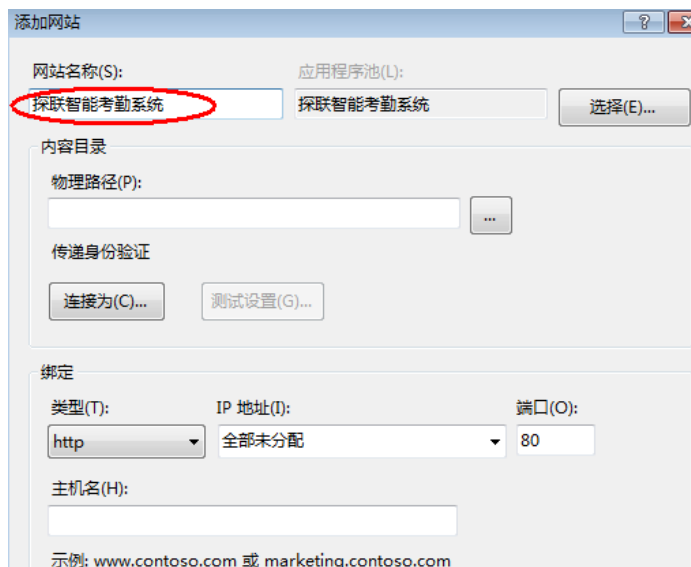 添加网站
网站名称(S):
应用程序池(L):
探联智能考勤系统
探联智能考勤系统
选择(E)...
内容目录
物理路径(P):
...
传递身份验证
连接为(C)...
测试设置(G)...
绑定
类型(T):
IP 地址(I):
端口(O):
http
全部未分配
80
主机名(H):
示例: www.contoso.com 或 marketing.contoso.com